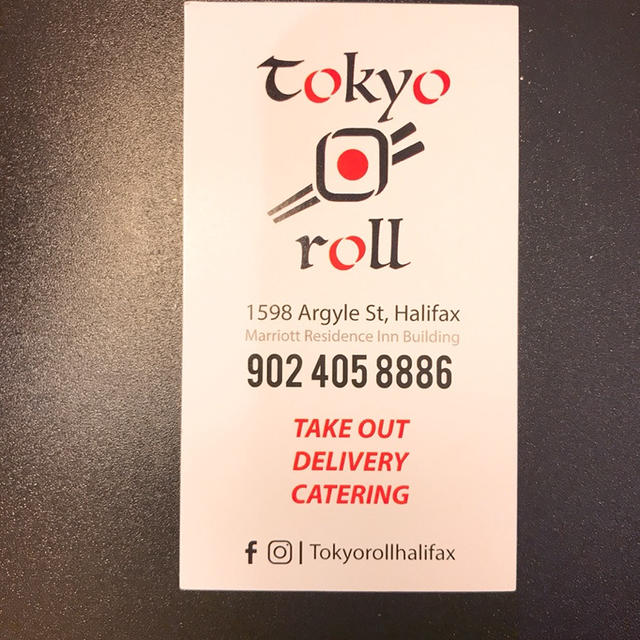 tokyo
roll
1598 Argyle St, Halifax
Marriott Residence Inn Building
902 405 8886
TAKE OUT
DELIVERY
CATERING
f | Tokyorollhalifax